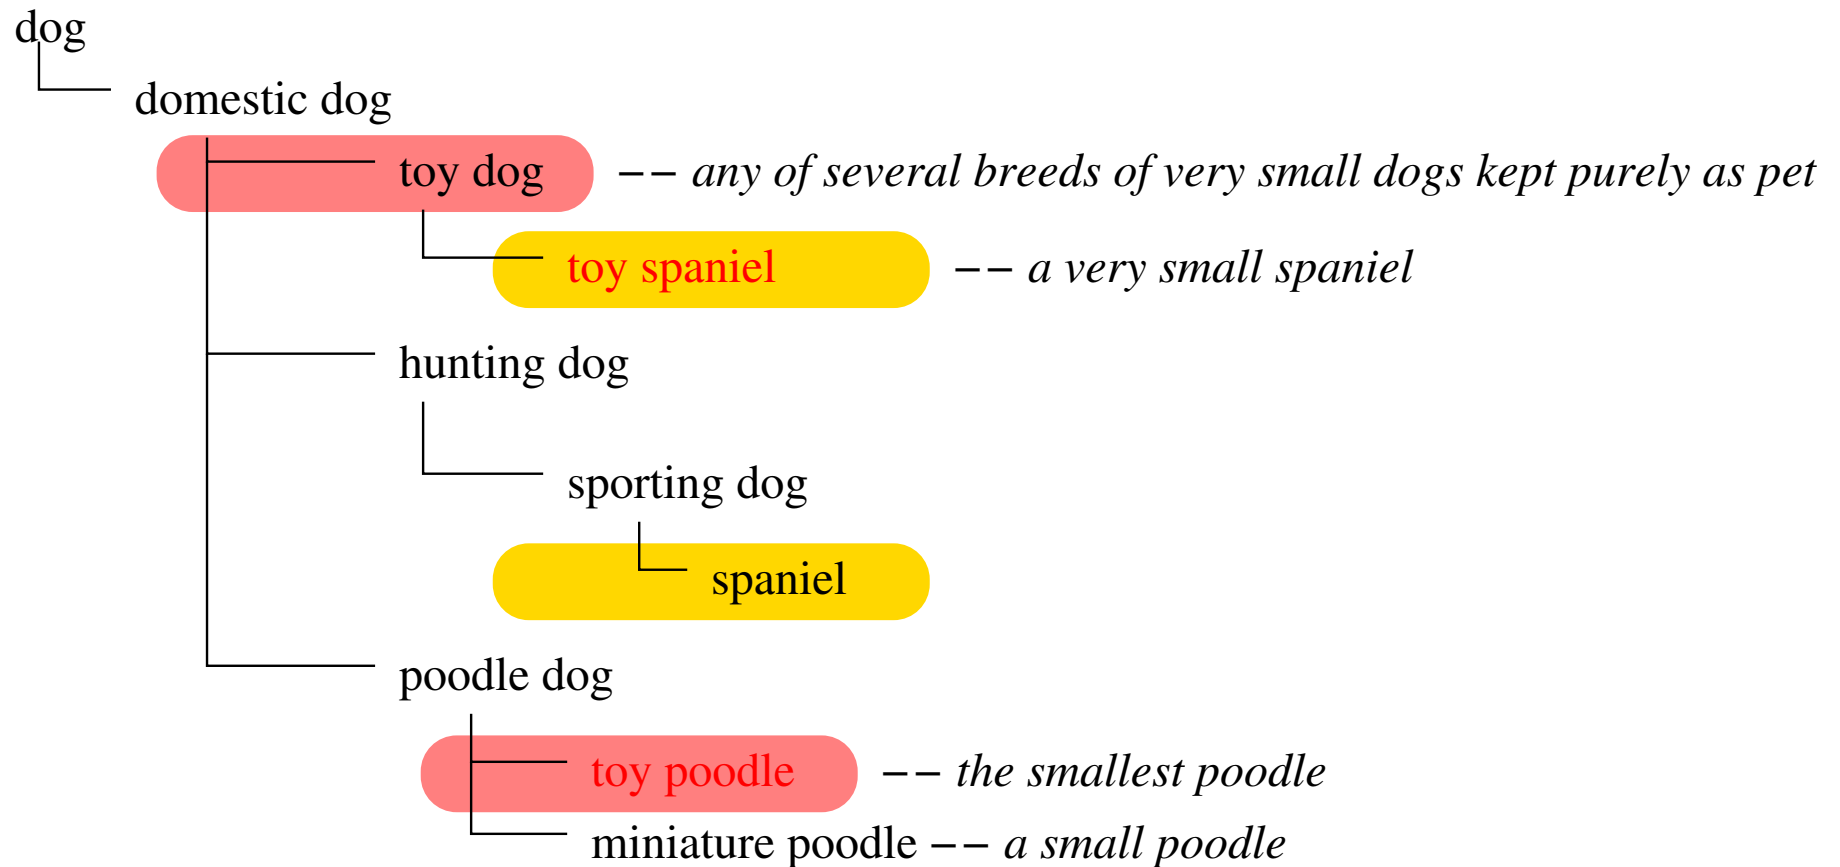 dog
domestic dog
toy dog −− any of several breeds of very small dogs kept purely as pet
toy spaniel −− a very small spaniel
hunting dog
sporting dog
spaniel
poodle dog
toy poodle −− the smallest poodle
miniature poodle −− a small poodle